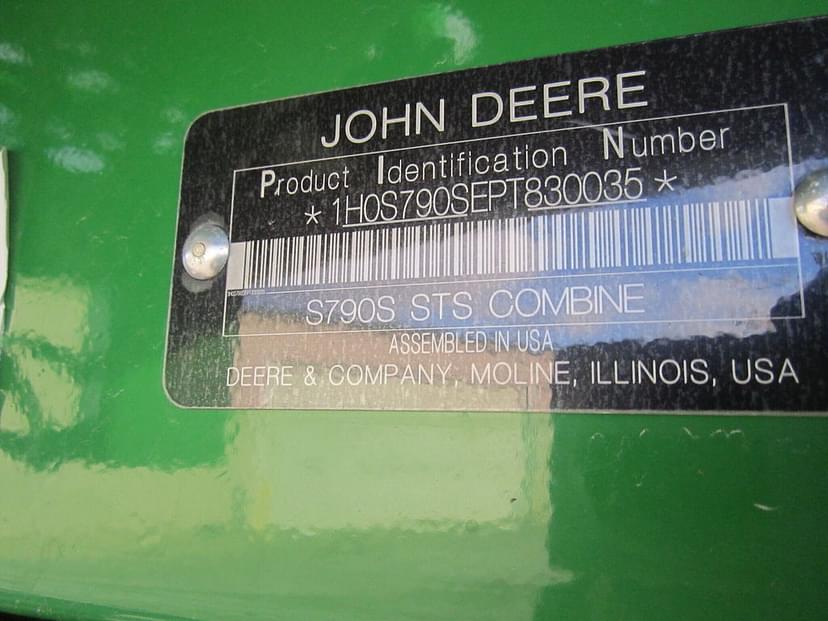 JOHN DEERE
Product Identification Number
* 1H0S790SEPT830035 *
S790S STS COMBINE
ASSEMBLED IN USA
DEERE & COMPANY, MOLINE, ILLINOIS, USA